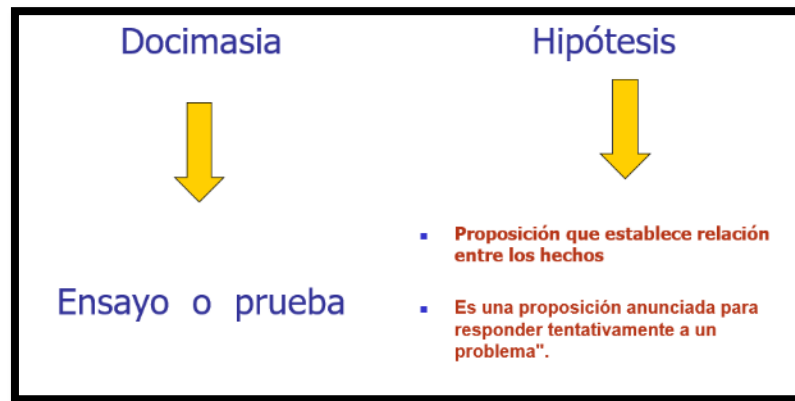 Docimasia
Hipótesis
Ensayo o prueba
Proposición que establece relación
entre los hechos
Es una proposición anunciada para
responder tentativamente a un
problema".